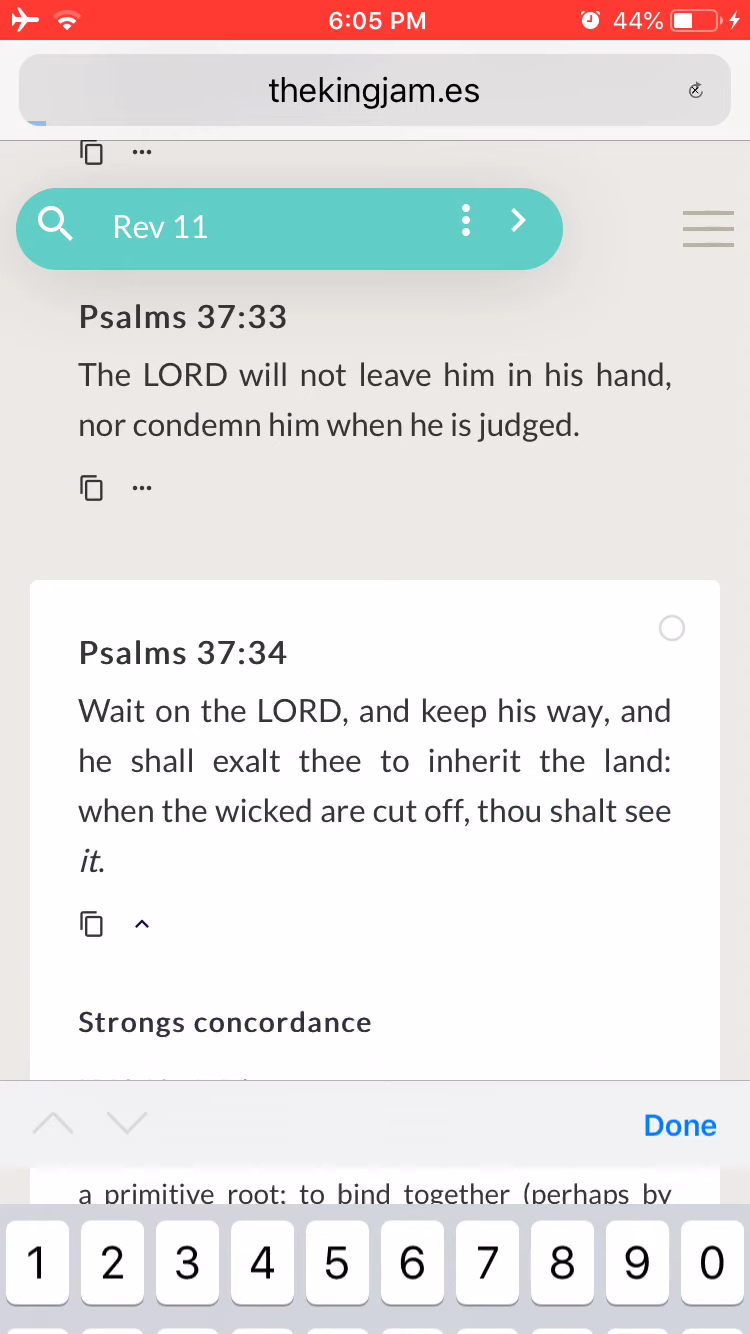 6:05 PM
44%
thekingjam.es
Rev 11
Psalms 37:33
The LORD will not leave him in his hand,
nor condemn him when he is judged.
Psalms 37:34
Wait on the LORD, and keep his way, and
he shall exalt thee to inherit the land:
when the wicked are cut off, thou shalt see
it.
Strongs concordance
Done
a primitive root; to bind together (perhaps by
1 2 3 4 5 6 7 8 9 0